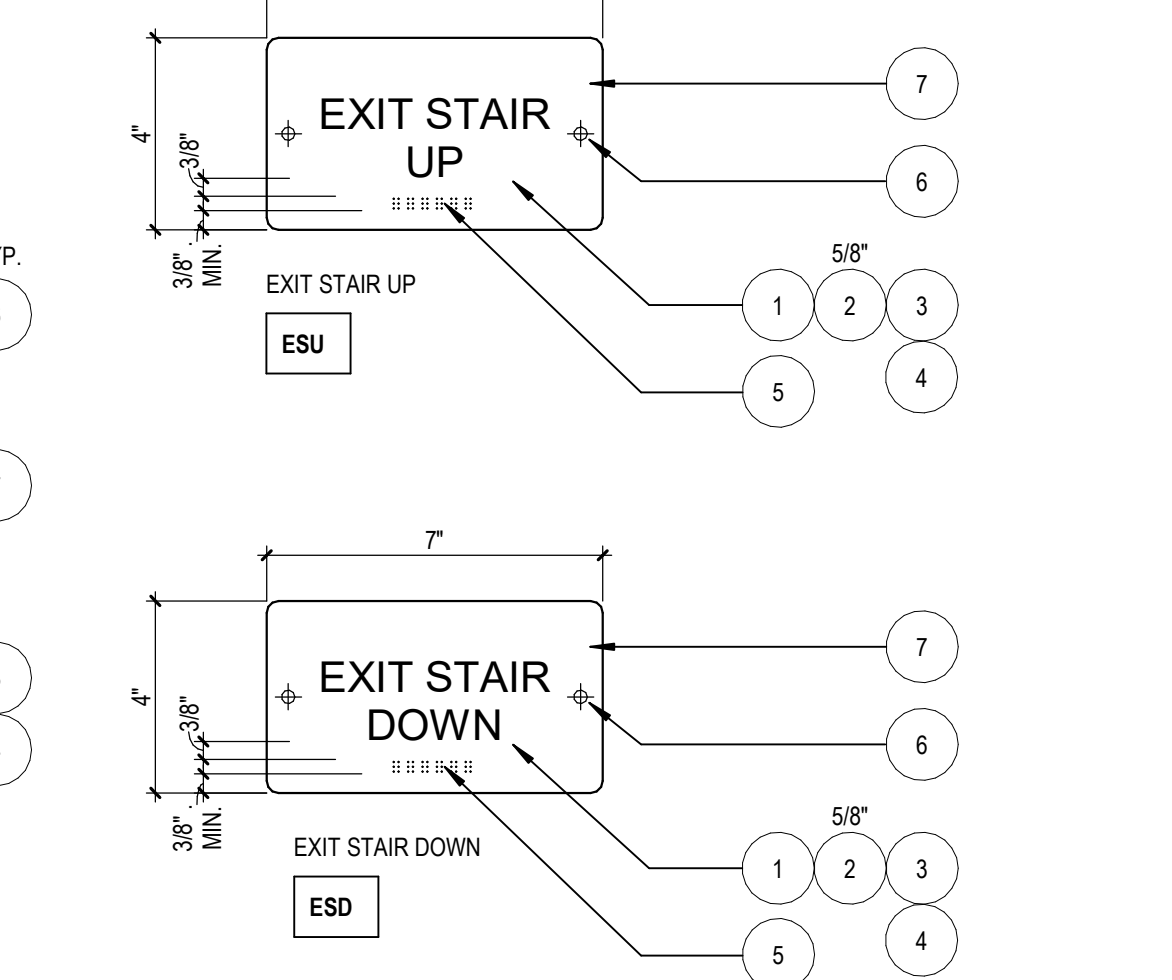 7
4"
EXIT STAIR
UP
3/8"
6
3/8"
MIN.
YP.
5/8"
EXIT STAIR UP
1 2 3
ESU
4
5
7"
7
4"
EXIT STAIR
DOWN
3/8"
6
3/8"
MIN.
5/8"
EXIT STAIR DOWN
1 2 3
ESD
4
5